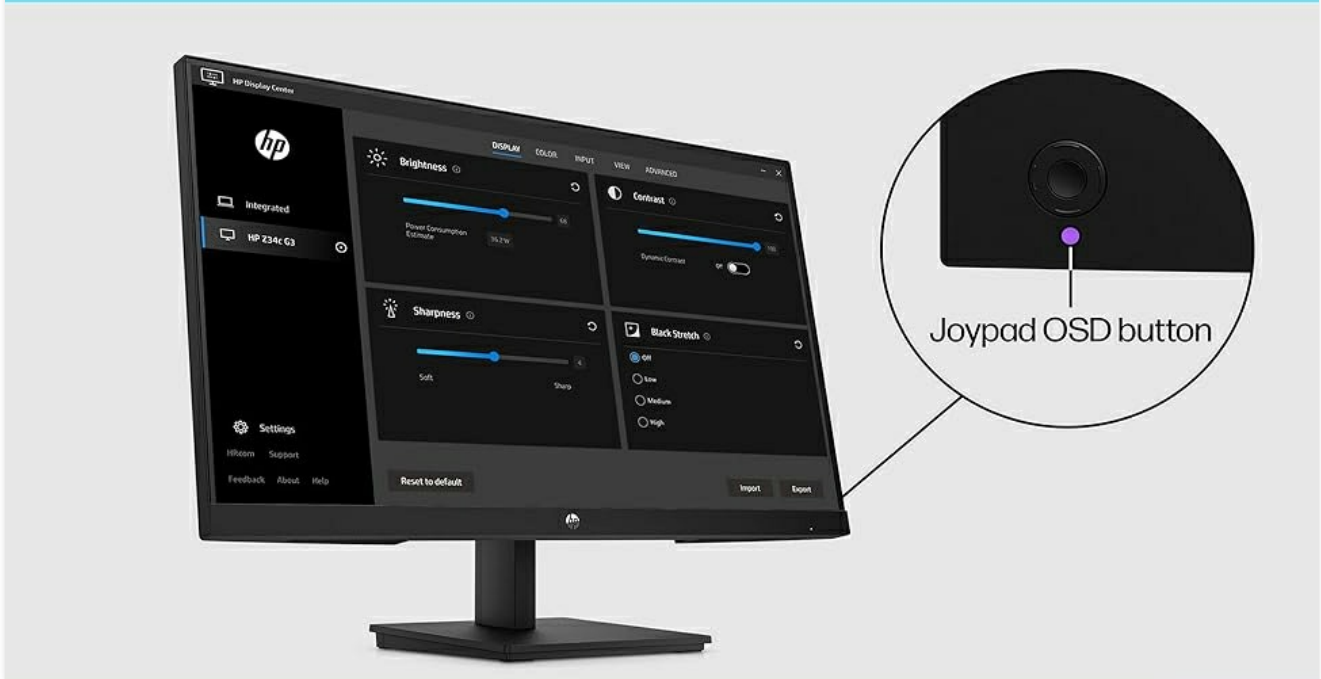 HP Display Center
hp
DISPLAY COLOR INPUT VIEW ADVANCED
Integrated
HP Z34c G3
Brightness
Power Consumption
Estimate
Contrast
Dynamic Contrast
Off
Sharpness
Soft Sharp
Black Stretch
Off
Low
Medium
High
Settings
Support
Feedback About Help
Reset to default
Import Export
hp
Joypad OSD button